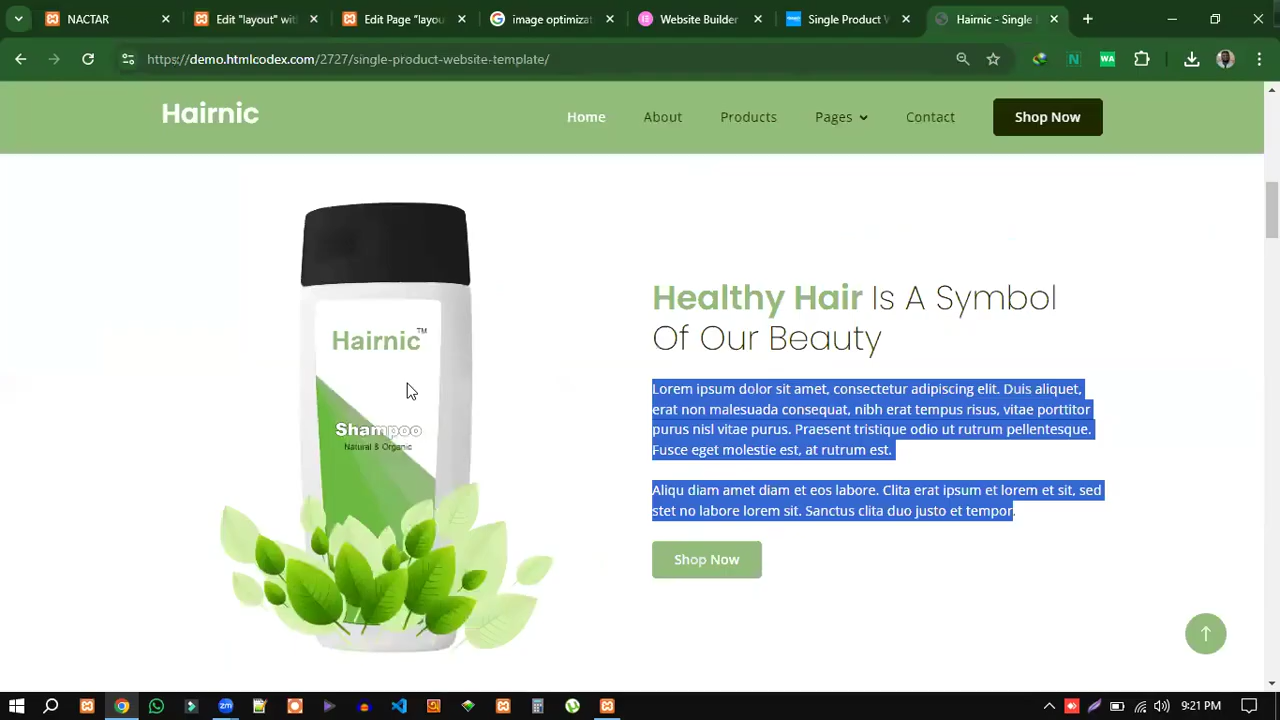 NACTAR
Edit "layout" wit
Edit Page "layou
image optimizat
Website Builder
Single Product V
Hairnic - Single
https://demo.htmlcodex.com/2727/single-product-website-template/
N
WA
Hairnic
Home
About
Products
Pages
Contact
Shop Now
Hairnic™
Shampoo
Natural & Organic
Healthy Hair Is A Symbol
Of Our Beauty
Lorem ipsum dolor sit amet, consectetur adipiscing elit. Duis aliquet,
erat non malesuada consequat, nibh erat tempus risus, vitae porttitor
purus nisl vitae purus. Praesent tristique odio ut rutrum pellentesque.
Fusce eget molestie est, at rutrum est.
Aliqu diam amet diam et eos labore. Clita erat ipsum et lorem et sit, sed
stet no labore lorem sit. Sanctus clita duo justo et tempor.
Shop Now
zm
9:21 PM